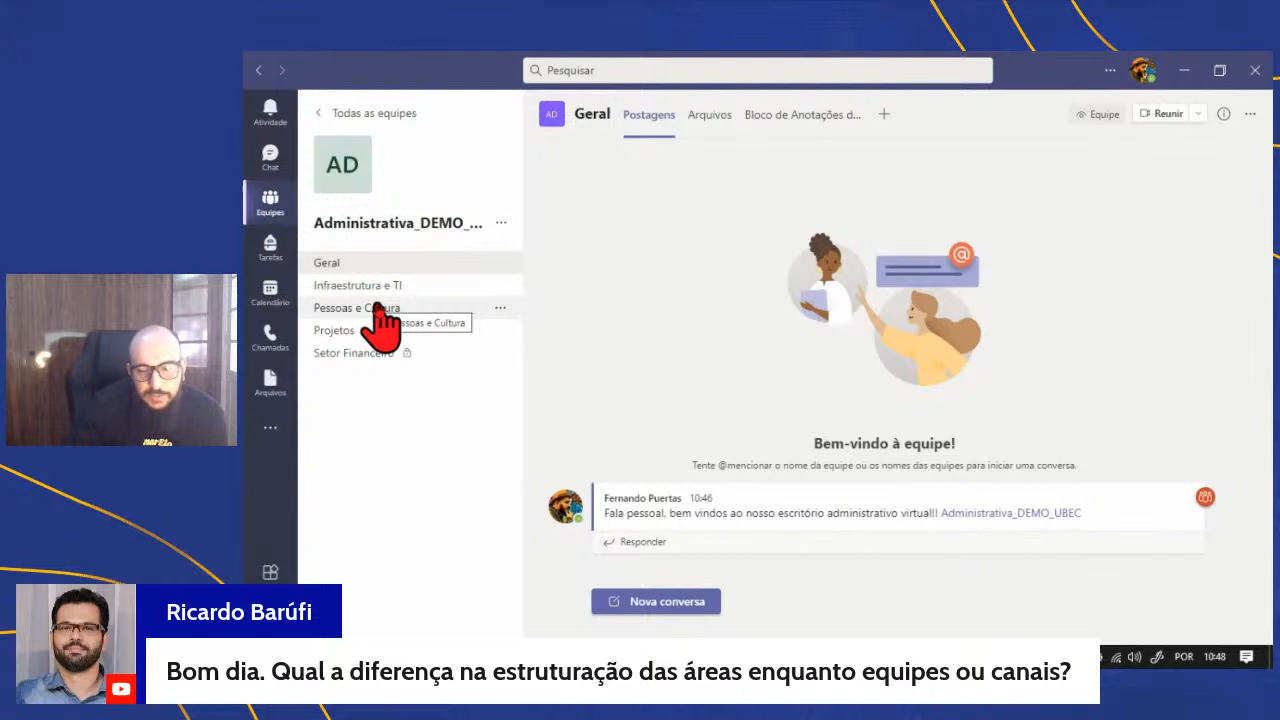 Pesquisar
Atividade
Chat
Equipes
Tarefas
Calendário
Chamadas
Arquivos
Todas as equipes
AD
Administrativa_DEMO_...
Geral
Infraestrutura e TI
Pessoas e
Projetos
Setor Financeiro
soas e Cultura
AD
Geral
Postagens
Arquivos
Bloco de Anotações d...
Equipe
Reunir
Bem-vindo à equipe!
Tente @mencionar o nome da equipe ou os nomes das equipes para iniciar uma conversa.
Fernando Puertas 10:46
Fala pessoal, bem vindos ao nosso escritório administrativo virtual!! Administrativa_DEMO_UBEC
Responder
Nova conversa
POR 10:48
Ricardo Barúfi
Bom dia. Qual a diferença na estruturação das áreas enquanto equipes ou canais?